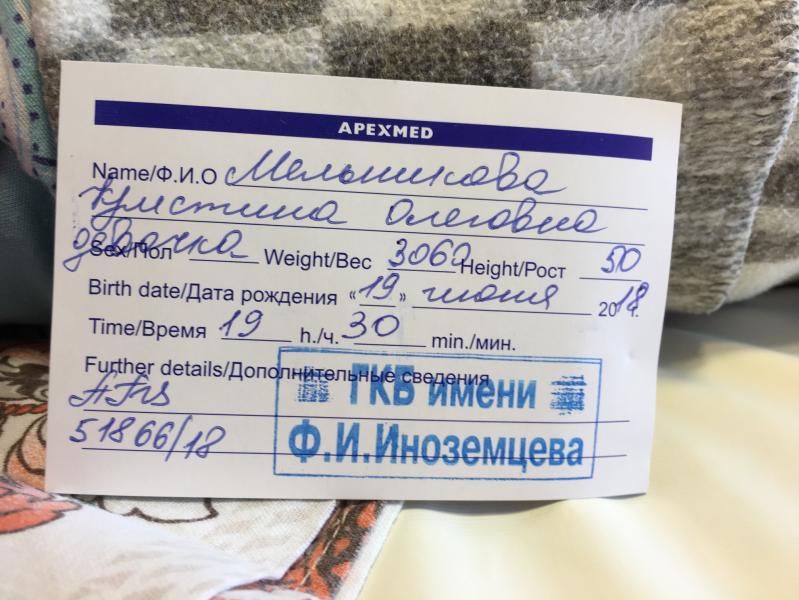 APEXMED
Name/Ф.И.О Мельникова
Кристина Олеговна
Sex/Пол девочка Weight/Вес 3060 Height/Рост 50
Birth date/Дата рождения «19» июня 2018г.
Time/Время 19 h./ч. 30 min./мин.
Further details/Дополнительные сведения
51866/18
ГКБ имени
Ф.И.Иноземцева